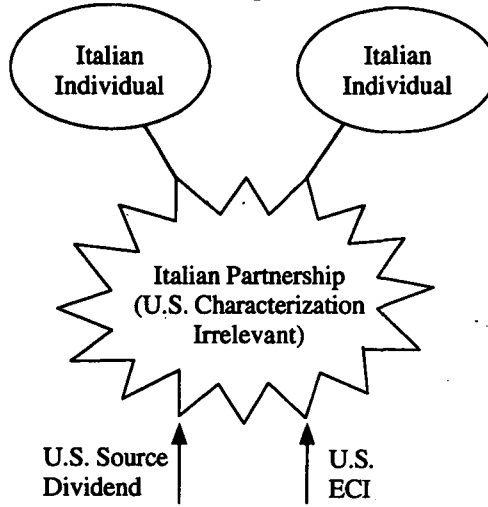 Italian
Individual
Italian
Individual
Italian Partnership
(U.S. Characterization
Irrelevant)
U.S. Source
Dividend
U.S.
ECI